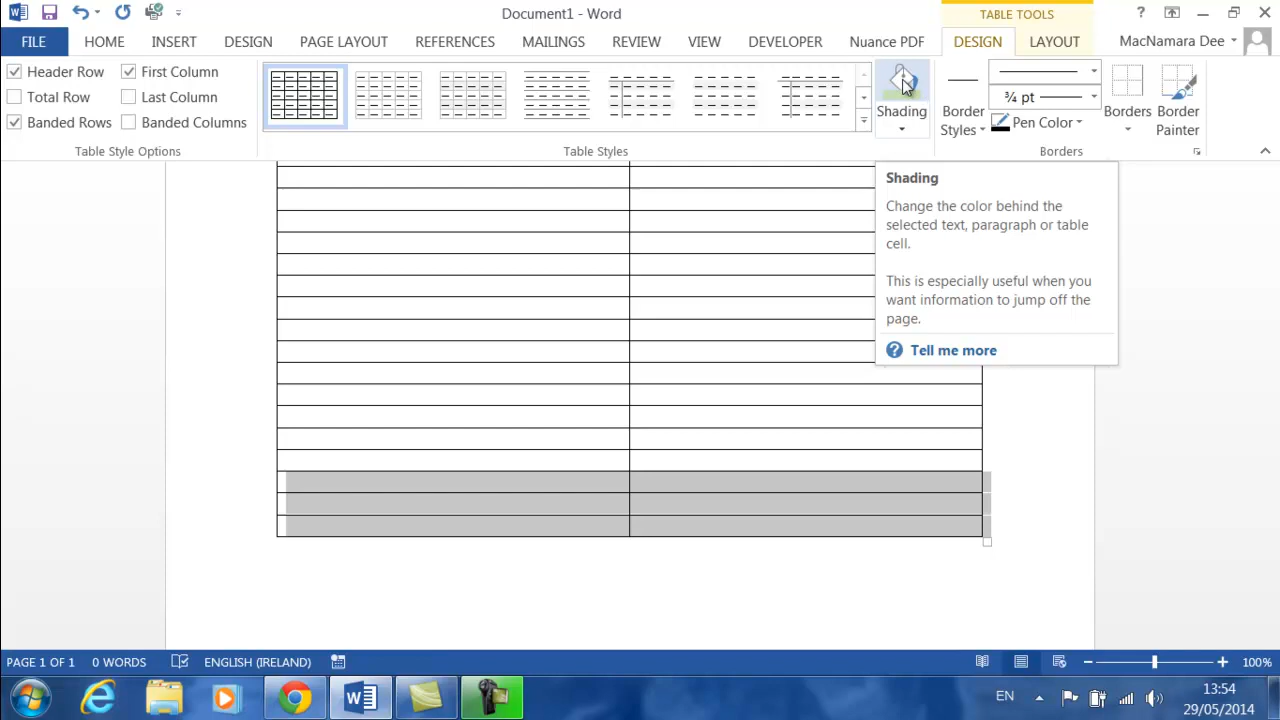 Document1 - Word
TABLE TOOLS
?
FILE
HOME
INSERT
DESIGN
PAGE LAYOUT
REFERENCES
MAILINGS
REVIEW
VIEW
DEVELOPER
Nuance PDF
DESIGN
LAYOUT
MacNamara Dee
Header Row
First Column
Total Row
Last Column
Banded Rows
Banded Columns
Table Style Options
Table Styles
Shading
Border
Styles
¾ pt
Pen Color
Borders
Border
Painter
Borders
Shading
Change the color behind the
selected text, paragraph or table
cell.
This is especially useful when you
want information to jump off the
page.
? Tell me more
PAGE 1 OF 1
0 WORDS
ENGLISH (IRELAND)
100%
EN
13:54
29/05/2014